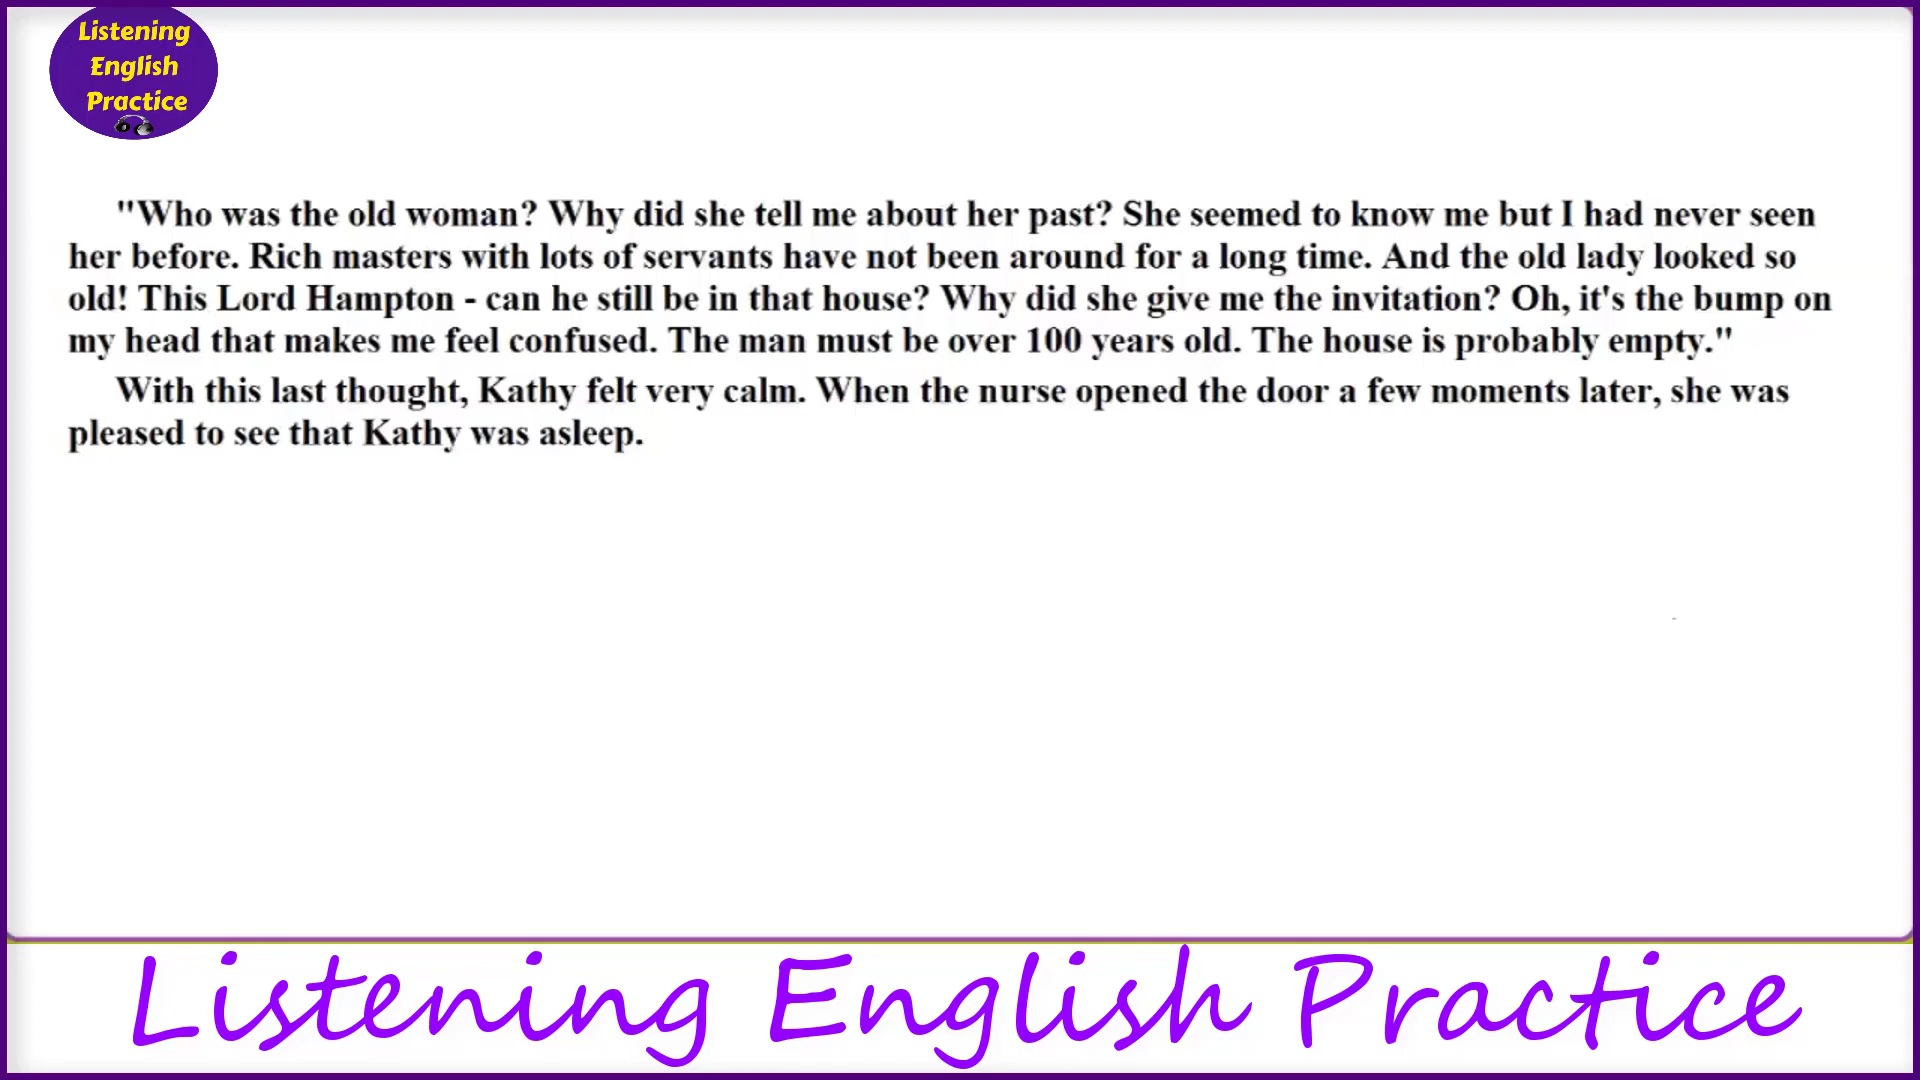 Listening
English
Practice
"Who was the old woman? Why did she tell me about her past? She seemed to know me but I had never seen
her before. Rich masters with lots of servants have not been around for a long time. And the old lady looked so
old! This Lord Hampton - can he still be in that house? Why did she give me the invitation? Oh, it's the bump on
my head that makes me feel confused. The man must be over 100 years old. The house is probably empty."
With this last thought, Kathy felt very calm. When the nurse opened the door a few moments later, she was
pleased to see that Kathy was asleep.
Listening English Practice